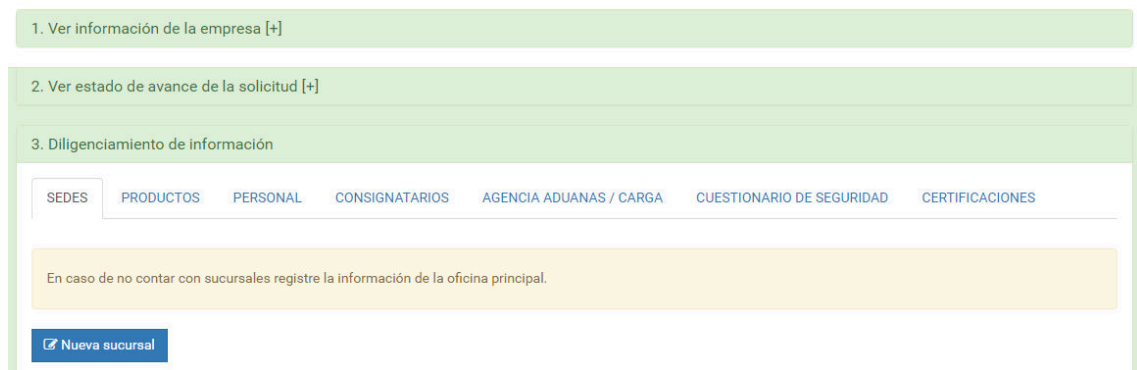 1. Ver información de la empresa [+]
2. Ver estado de avance de la solicitud [+]
3. Diligenciamiento de información
SEDES PRODUCTOS PERSONAL CONSIGNATARIOS AGENCIA ADUANAS / CARGA CUESTIONARIO DE SEGURIDAD CERTIFICACIONES
En caso de no contar con sucursales registre la información de la oficina principal.
Nueva sucursal